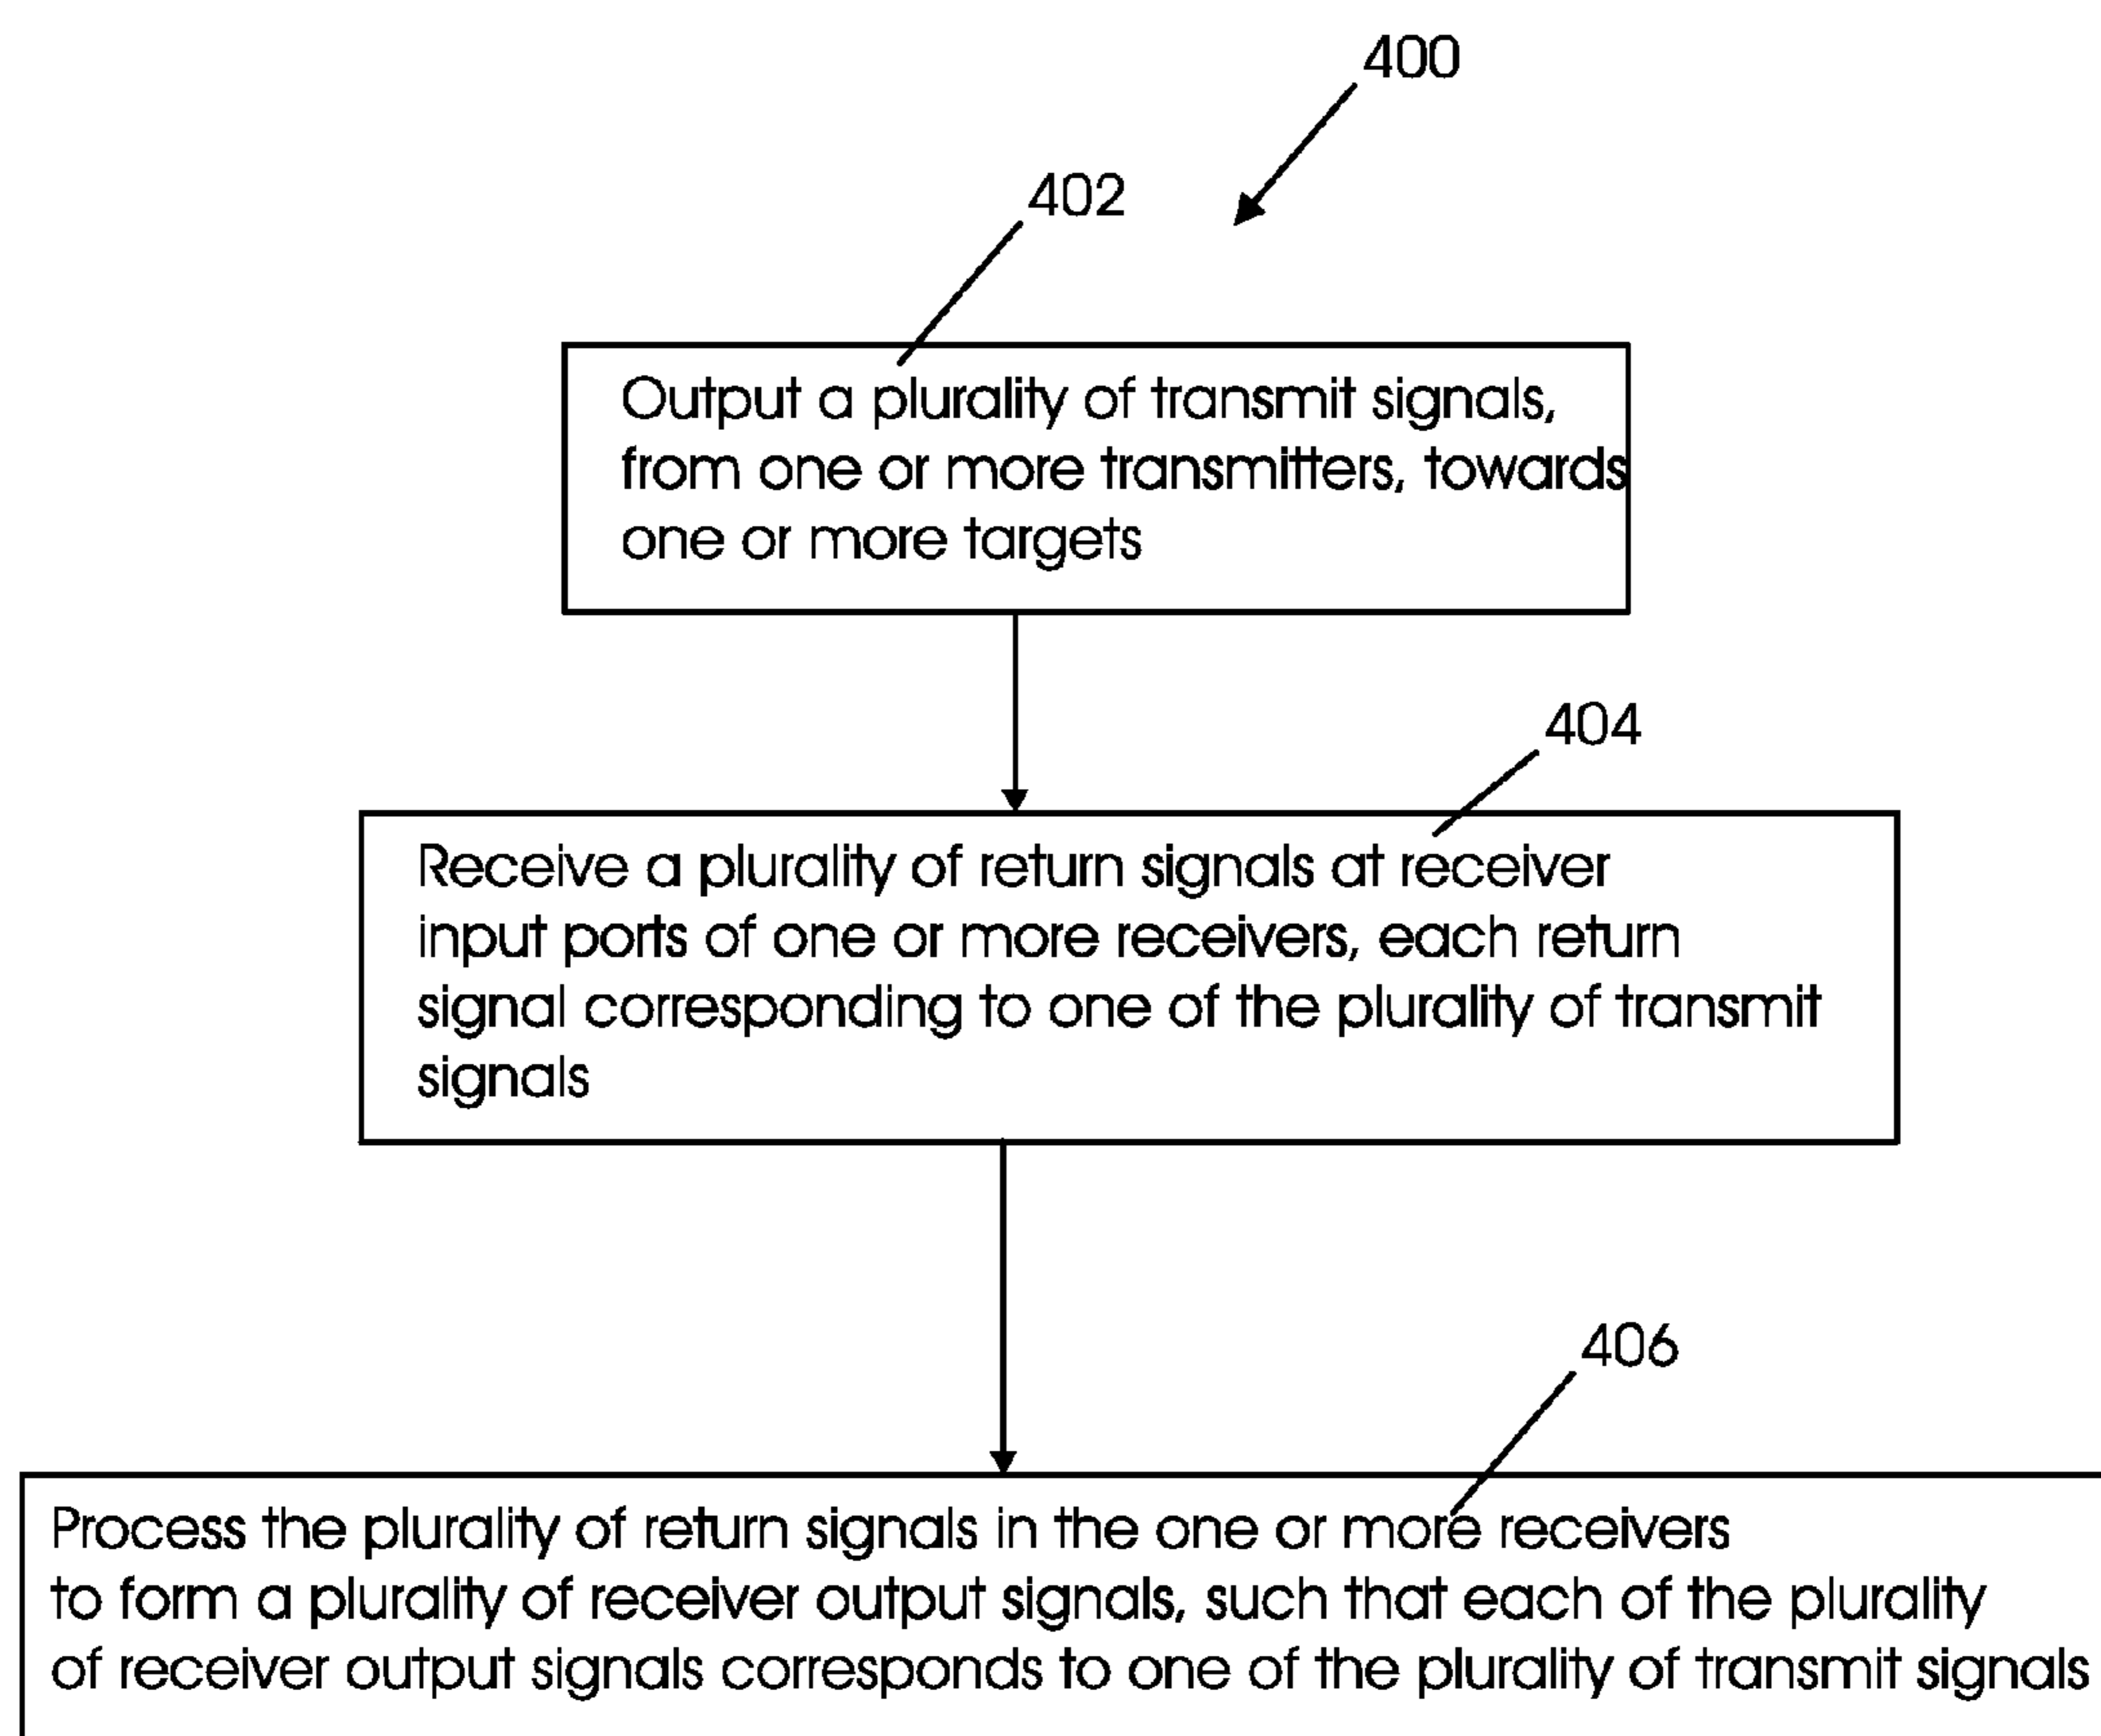 400
402
Output a plurality of transmit signals,
from one or more transmitters, towards
one or more targets
404
Receive a plurality of return signals at receiver
input ports of one or more receivers, each return
signal corresponding to one of the plurality of transmit
signals
406
Process the plurality of return signals in the one or more receivers
to form a plurality of receiver output signals, such that each of the plurality
of receiver output signals corresponds to one of the plurality of transmit signals